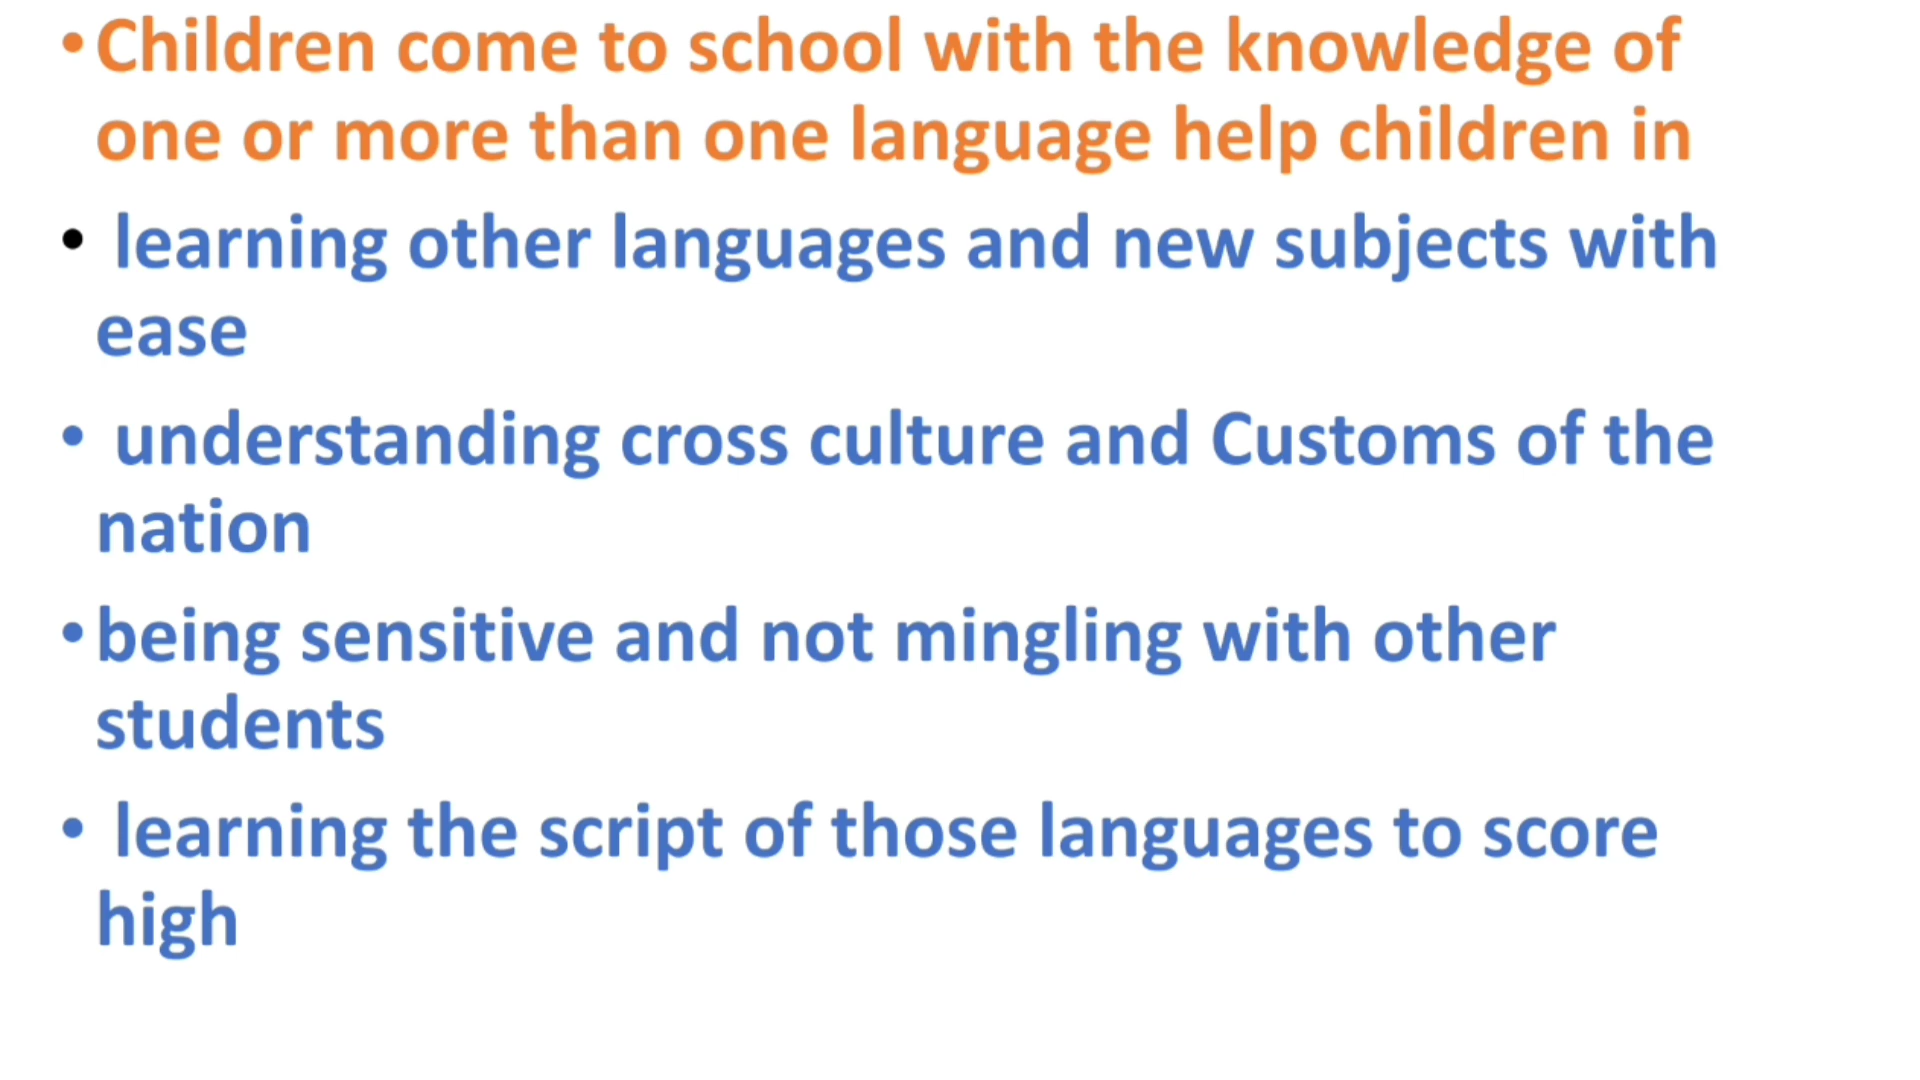 •Children come to school with the knowledge of
one or more than one language help children in
• learning other languages and new subjects with
ease
• understanding cross culture and Customs of the
nation
•being sensitive and not mingling with other
students
• learning the script of those languages to score
high